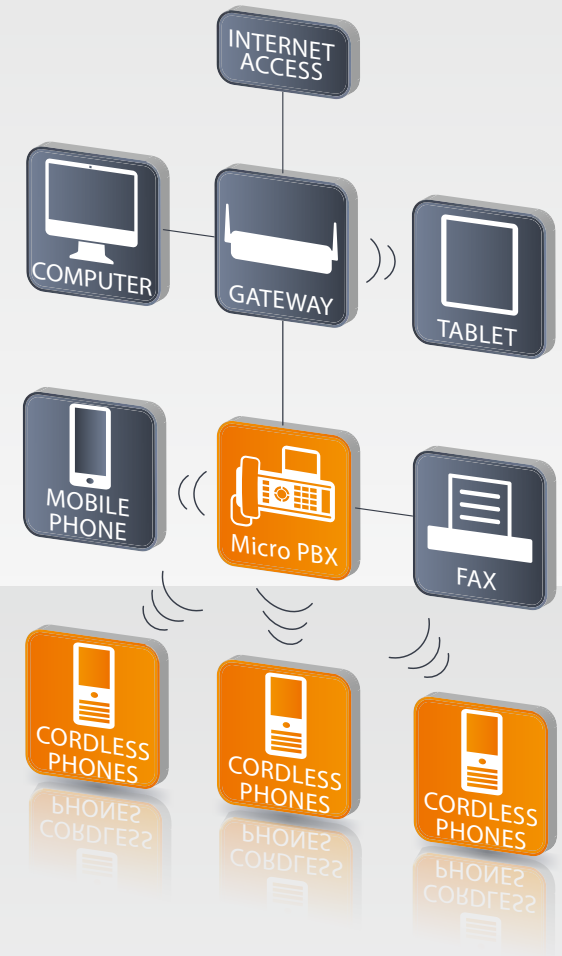 INTERNET
ACCESS
COMPUTER
GATEWAY
TABLET
MOBILE
PHONE
Micro PBX
FAX
CORDLESS
PHONES
CORDLESS
PHONES
CORDLESS
PHONES